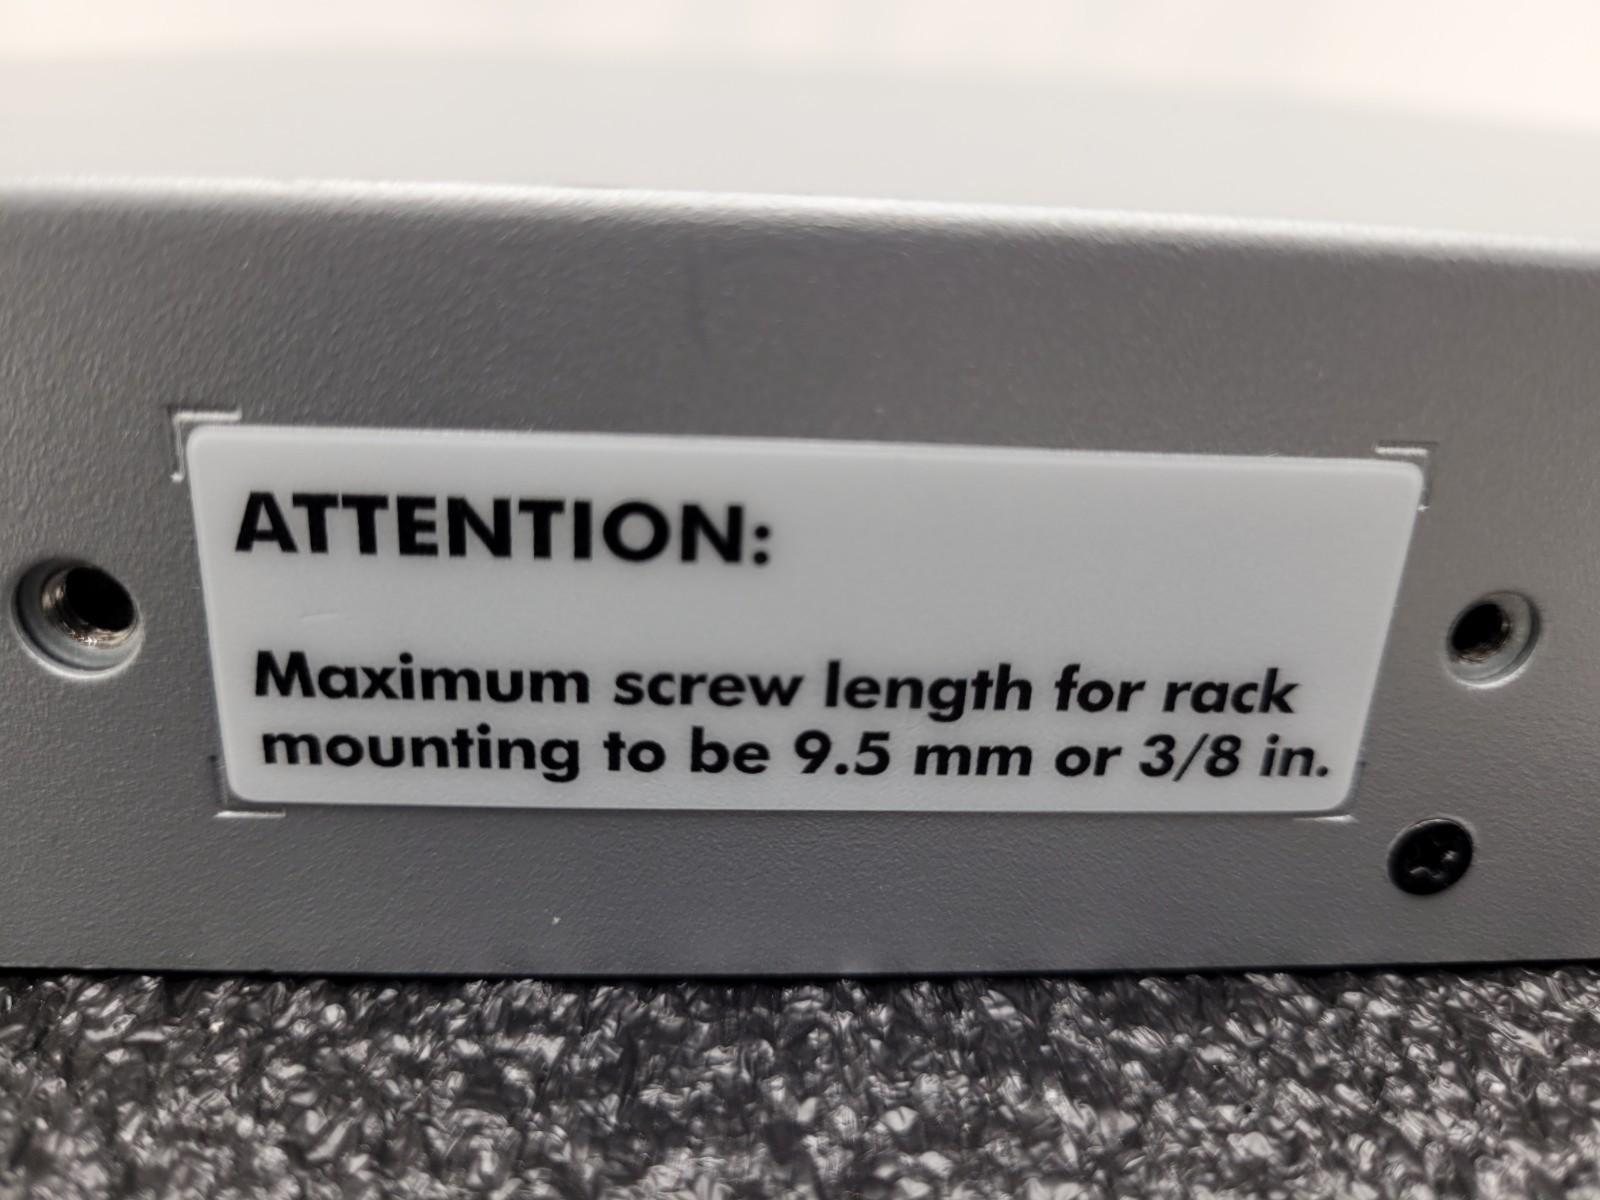 ATTENTION:
Maximum screw length for rack
mounting to be 9.5 mm or 3/8 in.